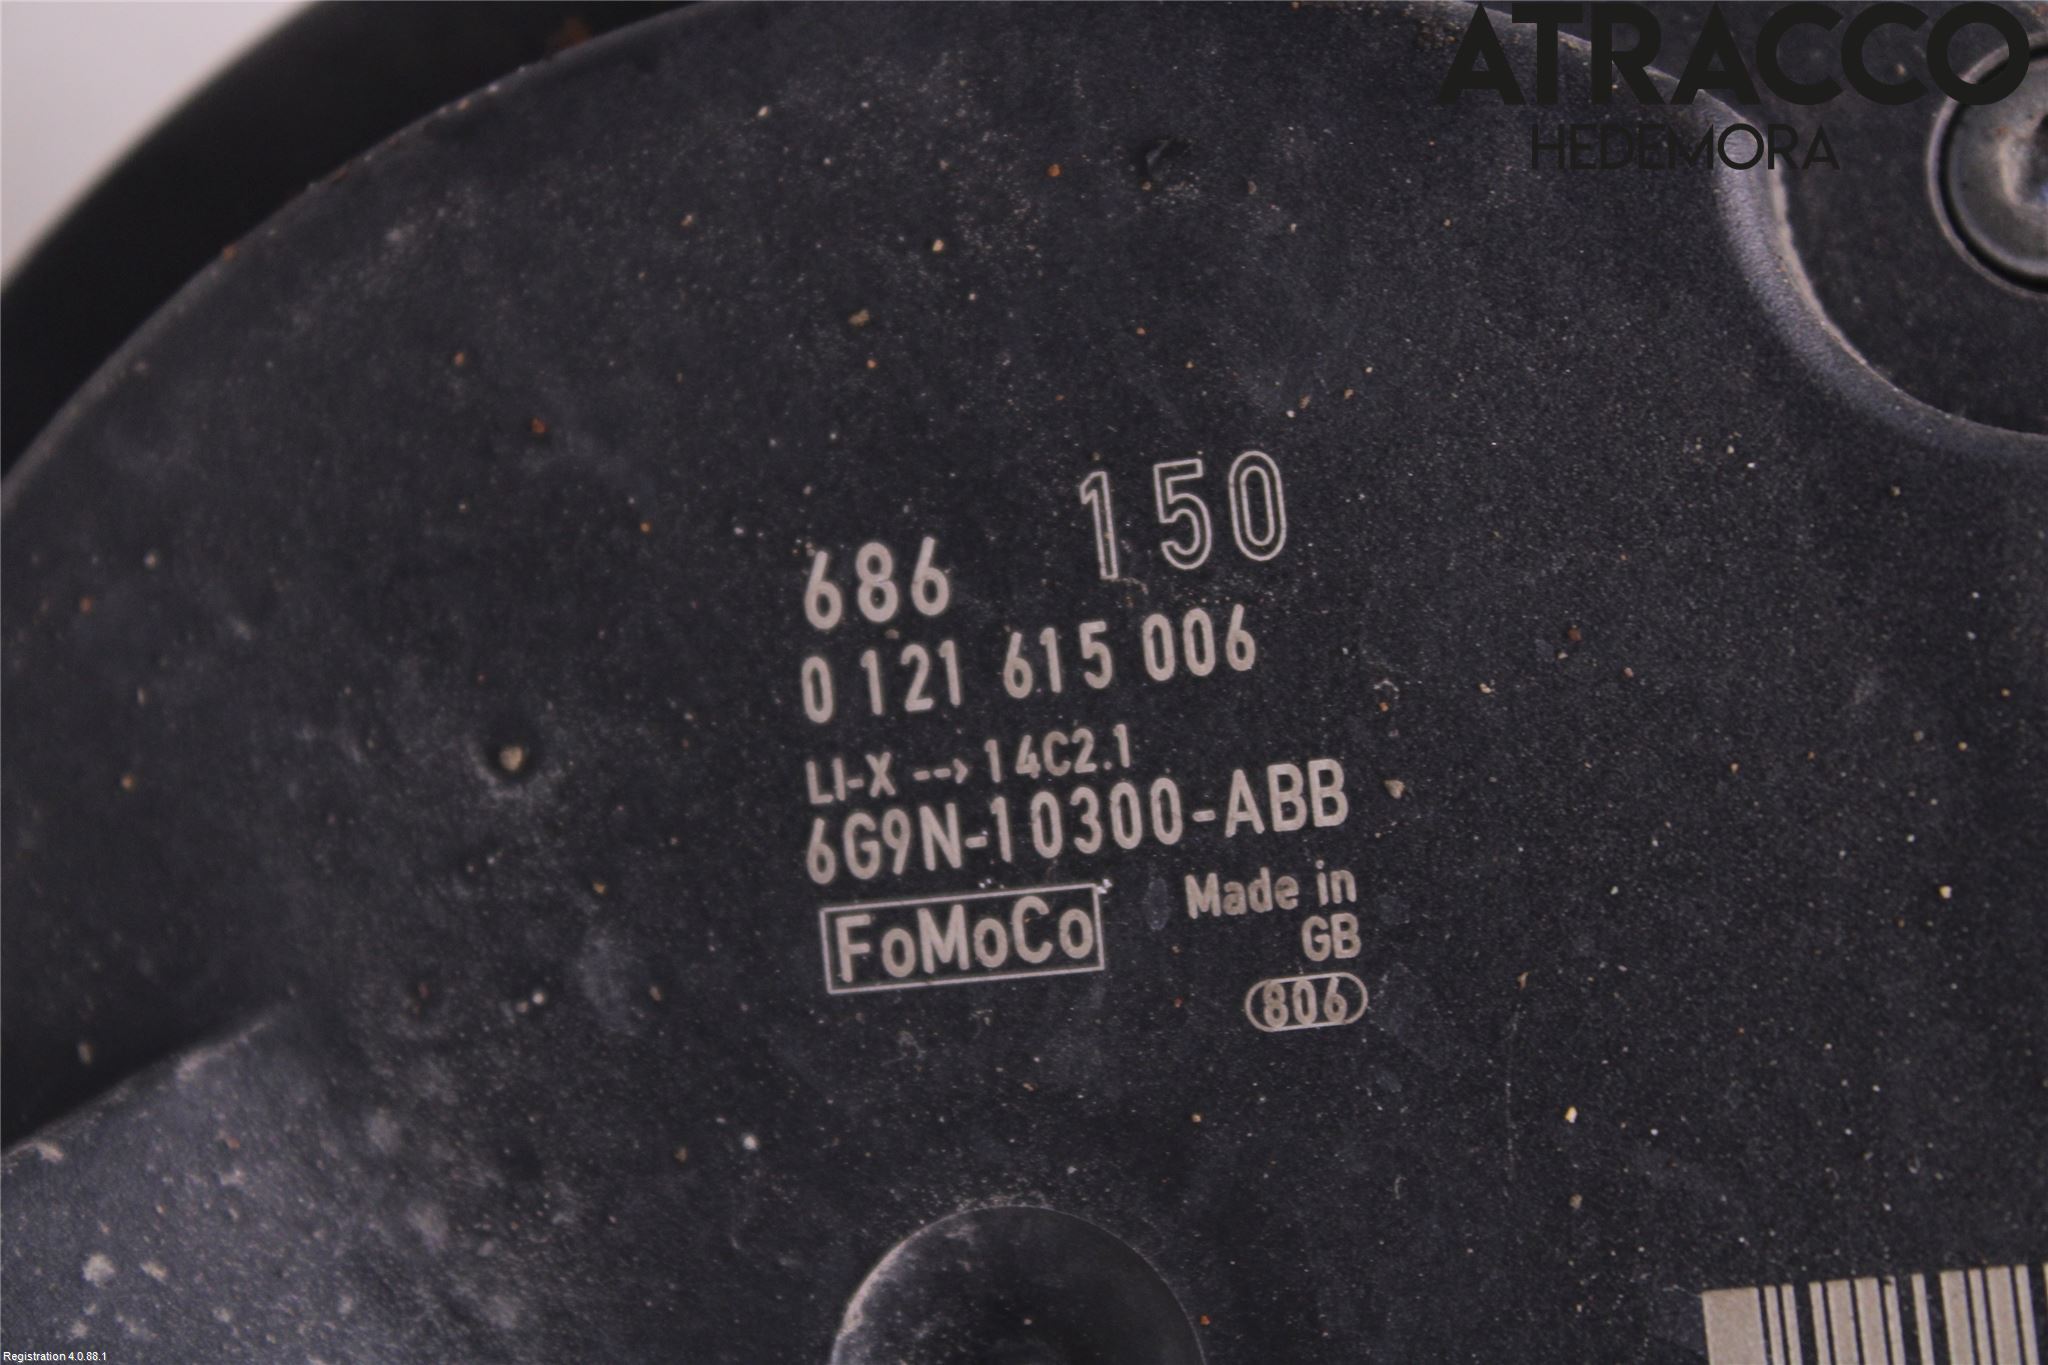 ATRACCO
HEDEMORA
686 150
0 121 615 006
LI-X --> 14C2.1
6G9N-10300-ABB
FoMoCo
Made in
GB
806
Registration 4.0.88.1